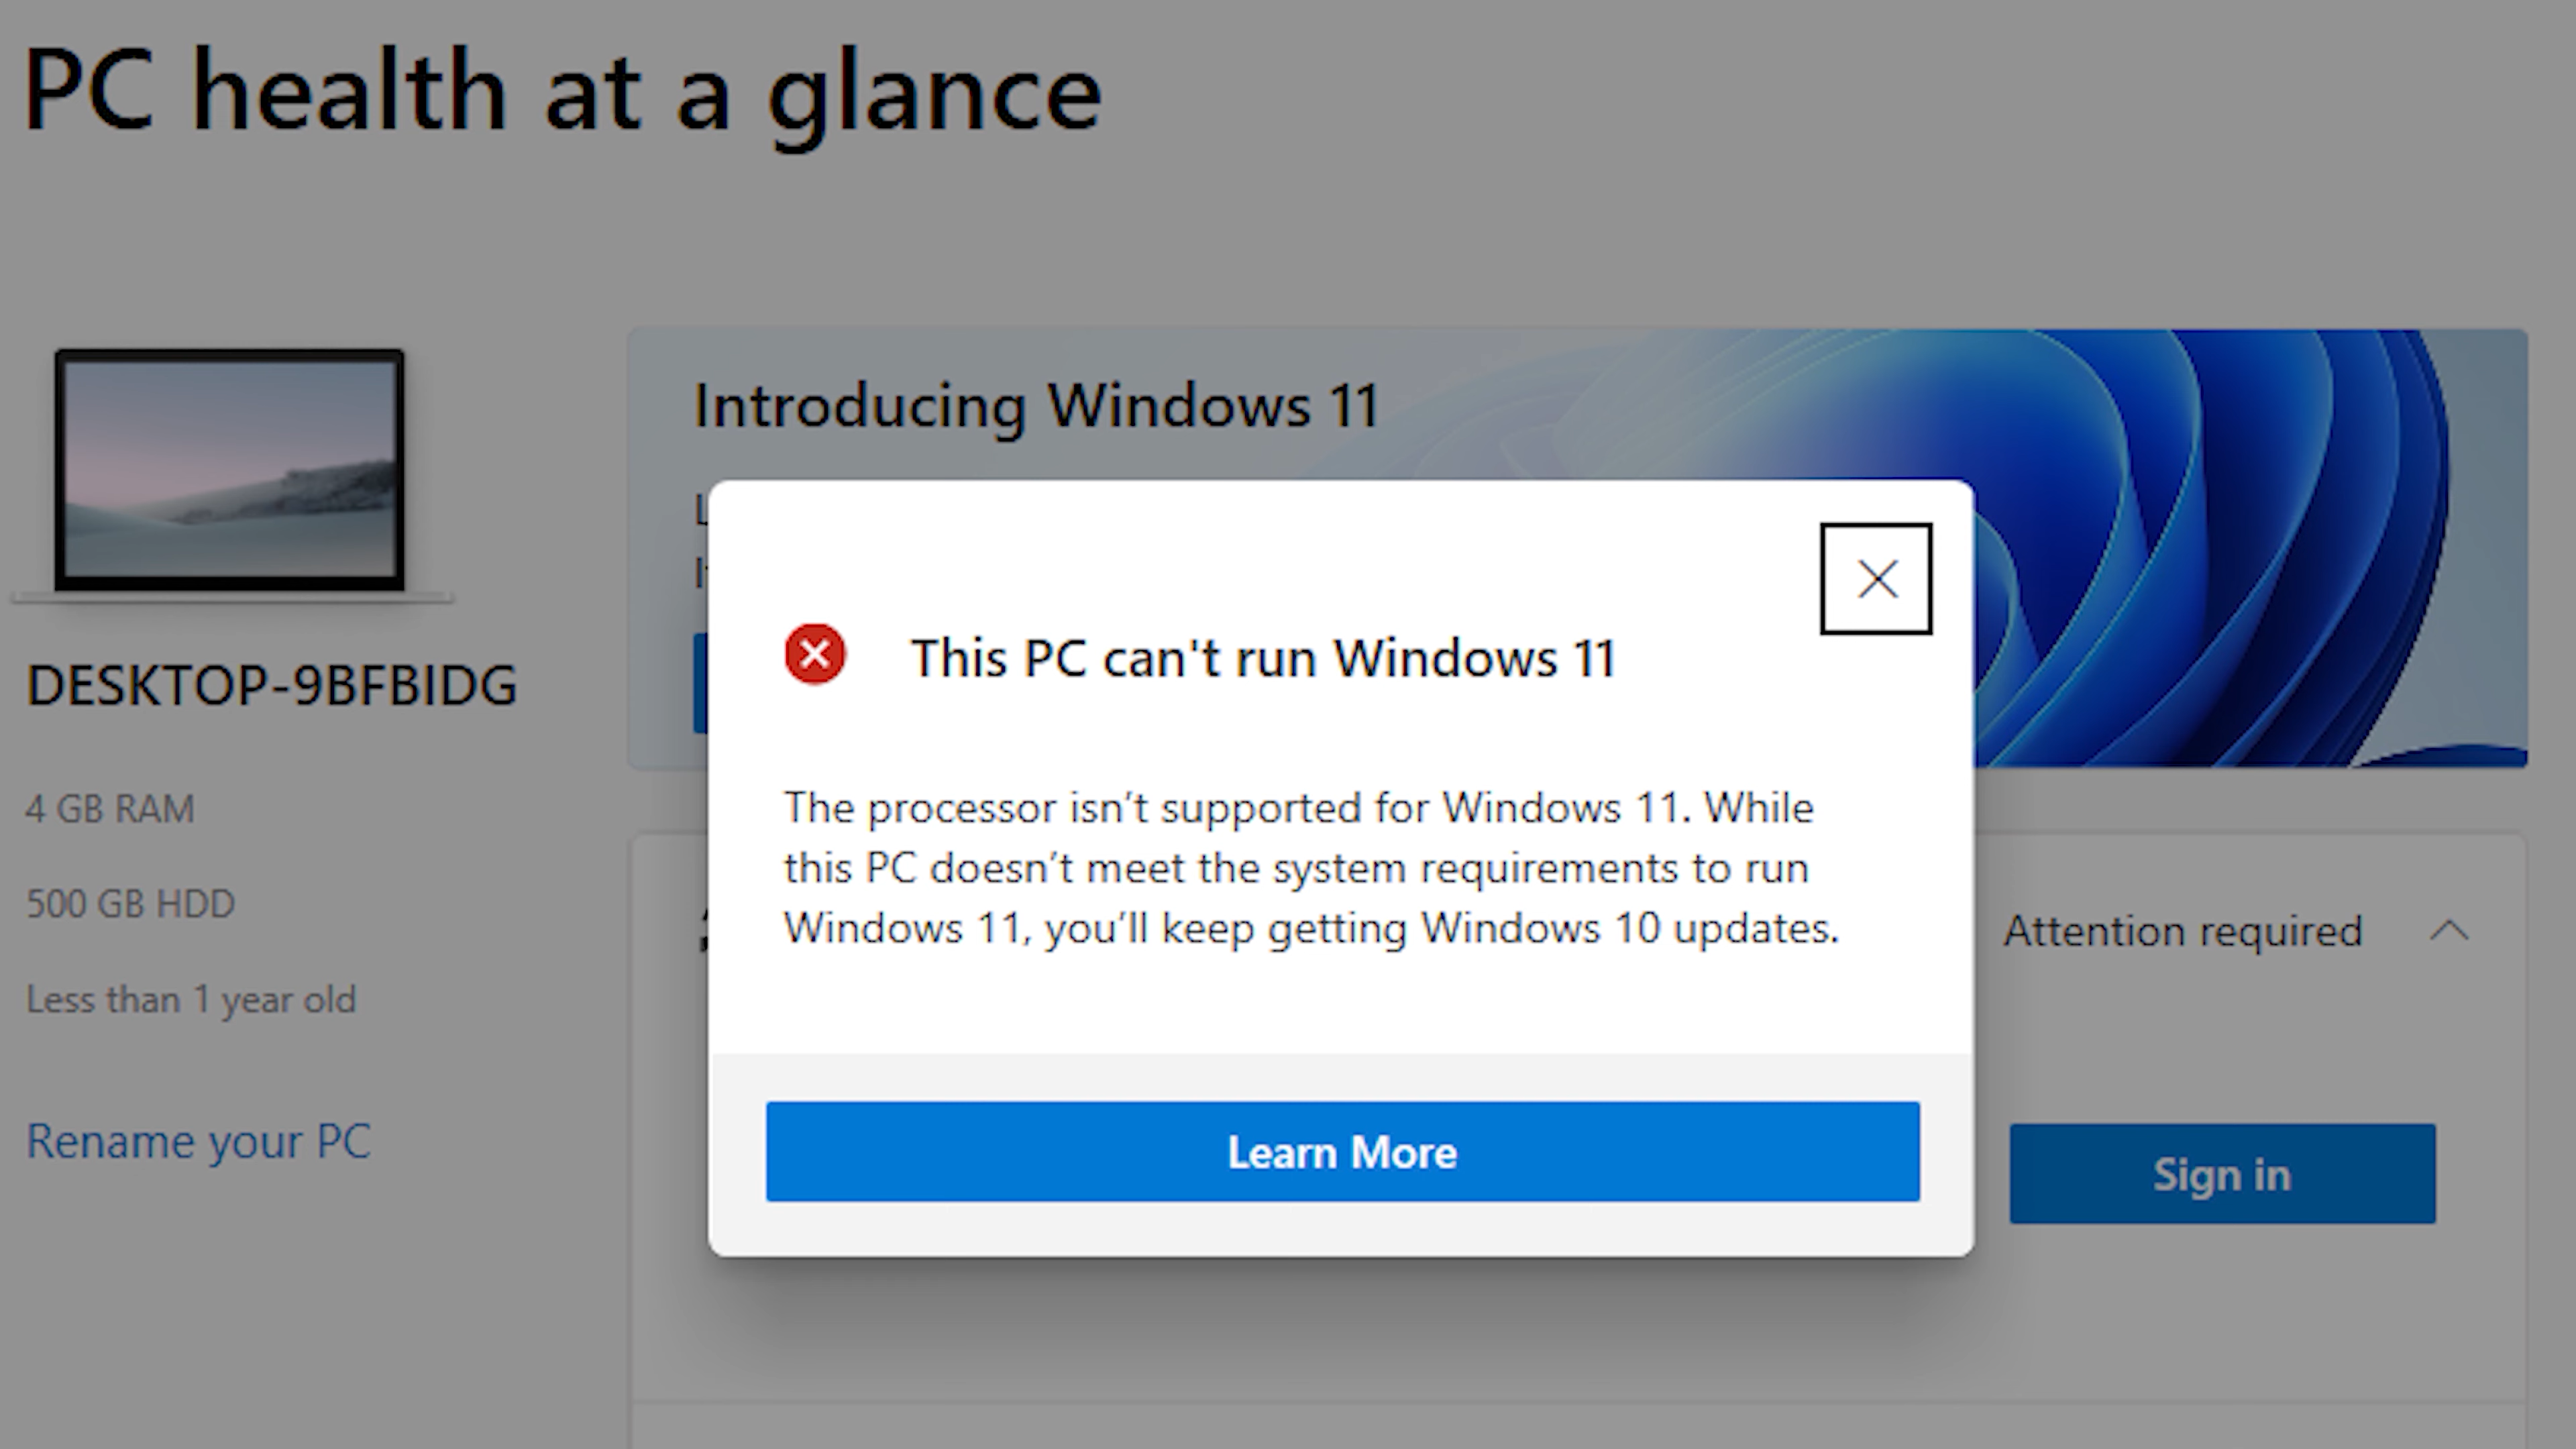 PC health at a glance
DESKTOP-9BFBIDG
4 GB RAM
500 GB HDD
Less than 1 year old
Rename your PC
Introducing Windows 11
This PC can't run Windows 11
The processor isn’t supported for Windows 11. While
this PC doesn’t meet the system requirements to run
Windows 11, you’ll keep getting Windows 10 updates.
Learn More
Attention required
Sign in